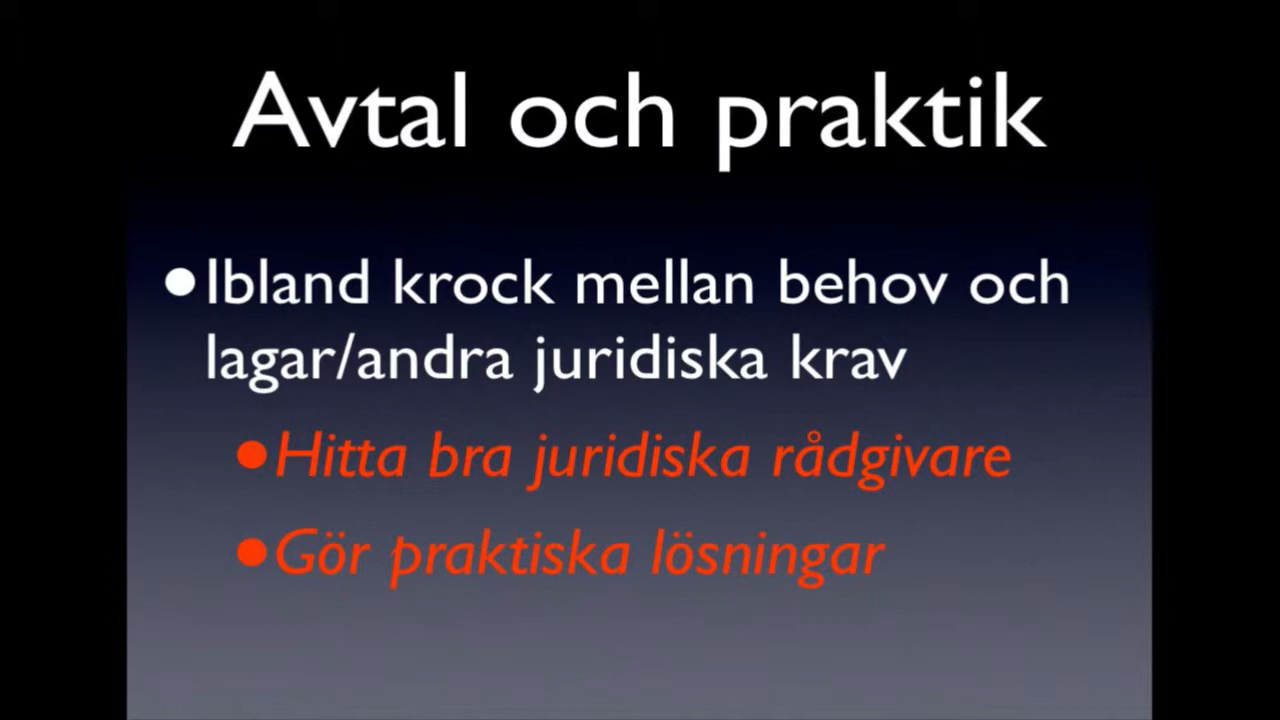 Avtal och praktik
•Ibland krock mellan behov och
lagar/andra juridiska krav
•Hitta bra juridiska rådgivare
•Gör praktiska lösningar